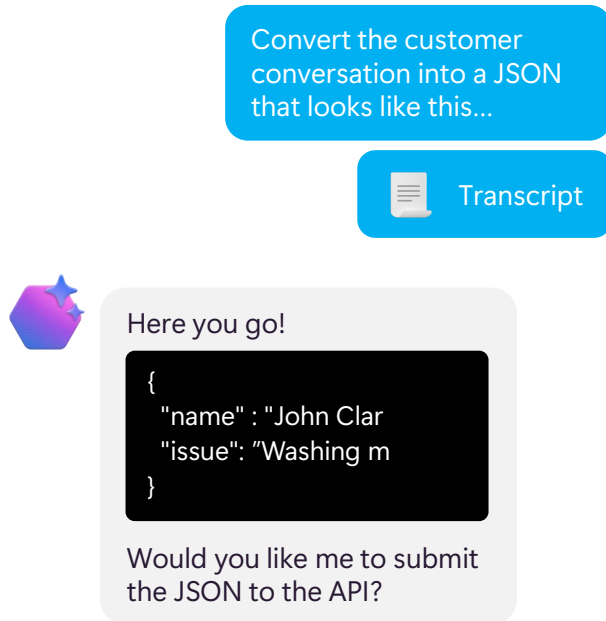 Convert the customer
conversation into a JSON
that looks like this...
Transcript
Here you go!
{
"name" : "John Clar
"issue": ”Washing m
}
Would you like me to submit
the JSON to the API?